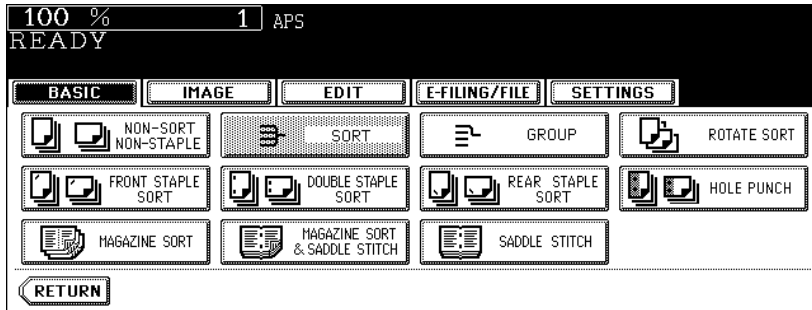 100 % 1 APS
READY
BASIC IMAGE EDIT E-FILING/FILE SETTINGS
NON-SORT
NON-STAPLE
SORT
GROUP
ROTATE SORT
FRONT STAPLE
SORT
DOUBLE STAPLE
SORT
REAR STAPLE
SORT
HOLE PUNCH
MAGAZINE SORT
MAGAZINE SORT
& SADDLE STITCH
SADDLE STITCH
RETURN